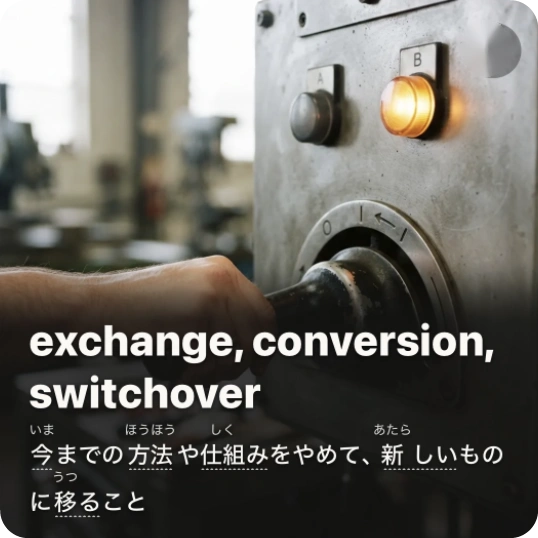 A
B
O
exchange, conversion,
switchover
いま ほうほう しく あたら
今までの方法や仕組みをやめて、新しいもの
うつ
に移ること